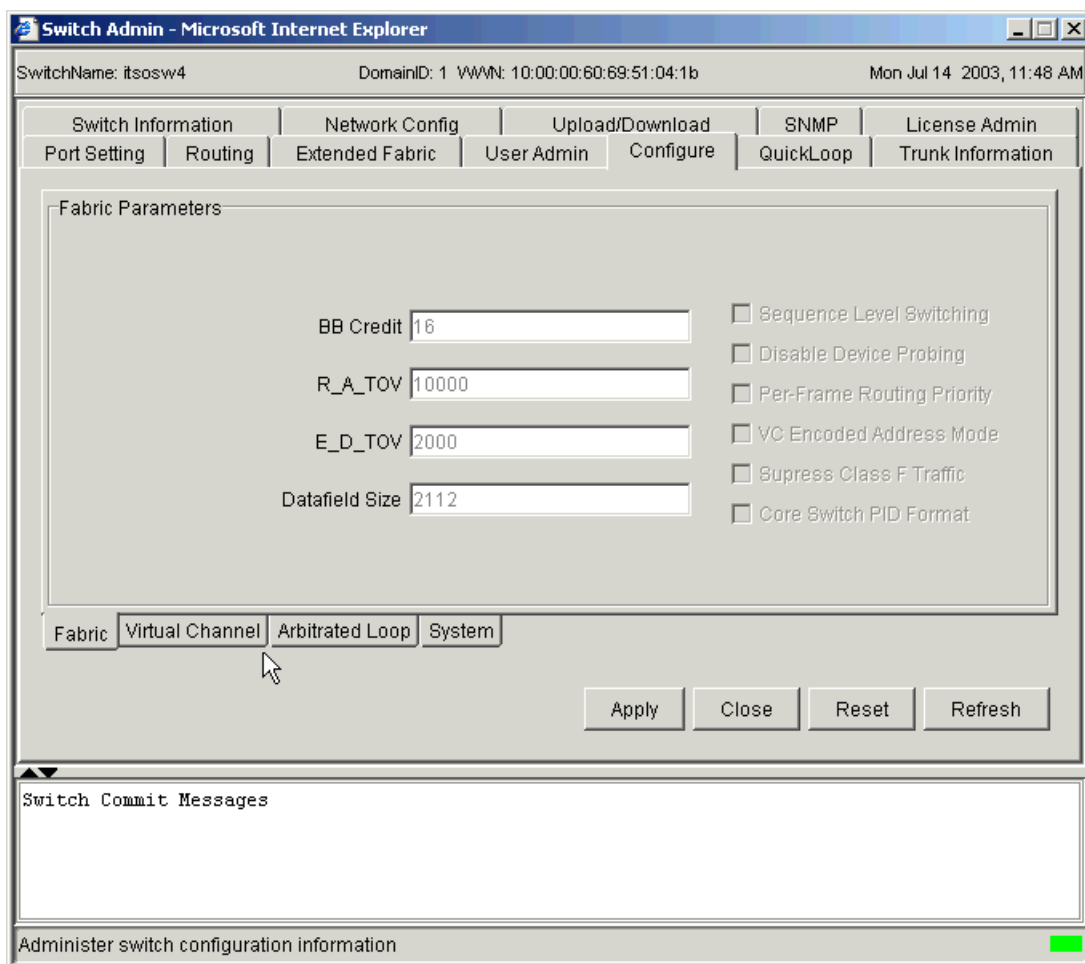 Switch Admin - Microsoft Internet Explorer
SwitchName: itsosw4 DomainID: 1 WWN: 10:00:00:60:69:51:04:1b Mon Jul 14 2003, 11:48 AM
Switch Information Network Config Upload/Download SNMP License Admin
Port Setting Routing Extended Fabric User Admin Configure QuickLoop Trunk Information
Fabric Parameters
BB Credit 16
R_A_TOV 10000
E_D_TOV 2000
Datafield Size 2112
Sequence Level Switching
Disable Device Probing
Per-Frame Routing Priority
VC Encoded Address Mode
Supress Class F Traffic
Core Switch PID Format
Fabric Virtual Channel Arbitrated Loop System
Apply Close Reset Refresh
Switch Commit Messages
Administer switch configuration information